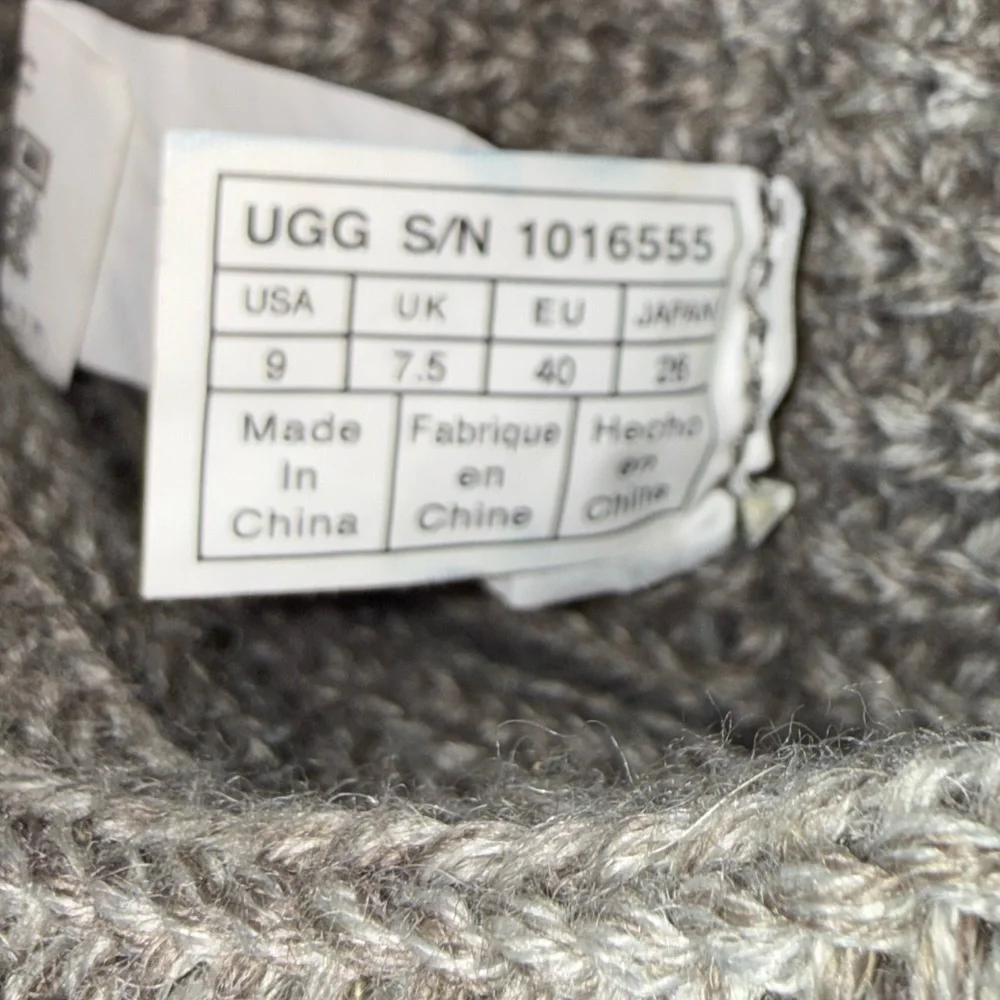 UGG S/N 1016555
USA UK EU JAPAN
9 7.5 40 26
Made Fabrique Hecho
In en en
China Chine China